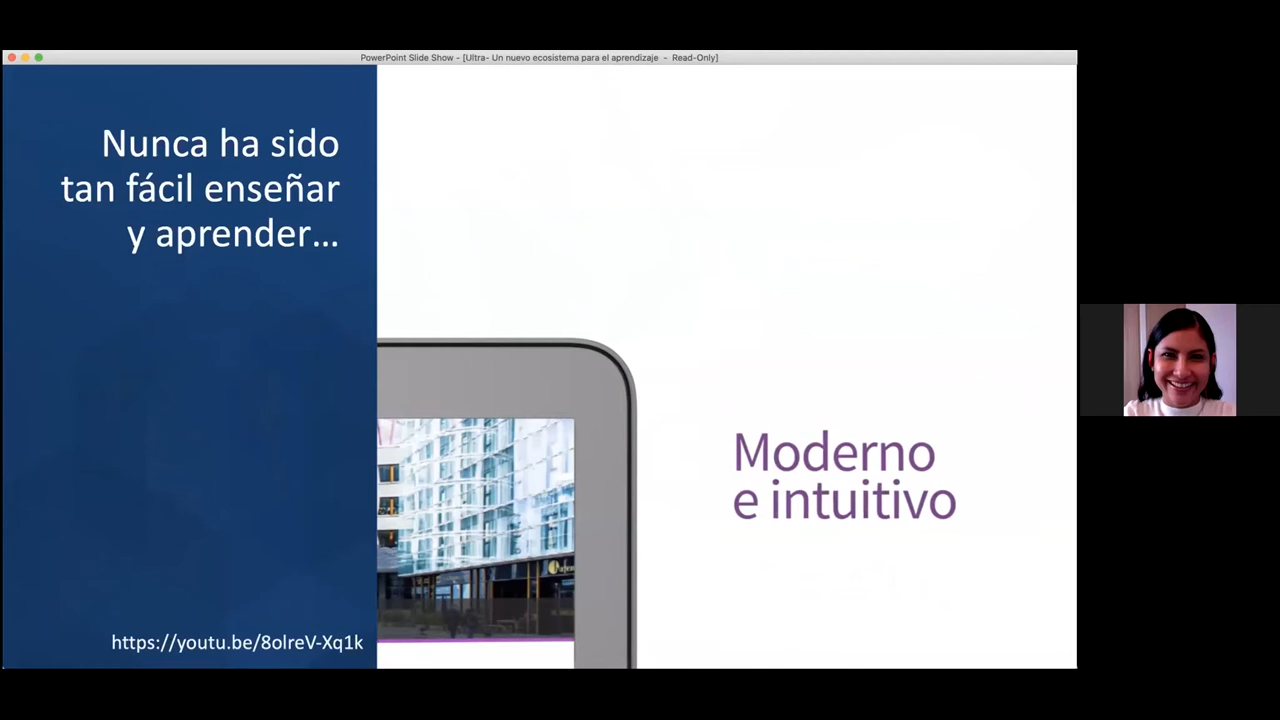 PowerPoint Slide Show - [Ultra- Un nuevo ecosistema para el aprendizaje - Read-Only]
Nunca ha sido
tan fácil enseñar
y aprender...
Moderno
e intuitivo
https://youtu.be/8olreV-Xq1k